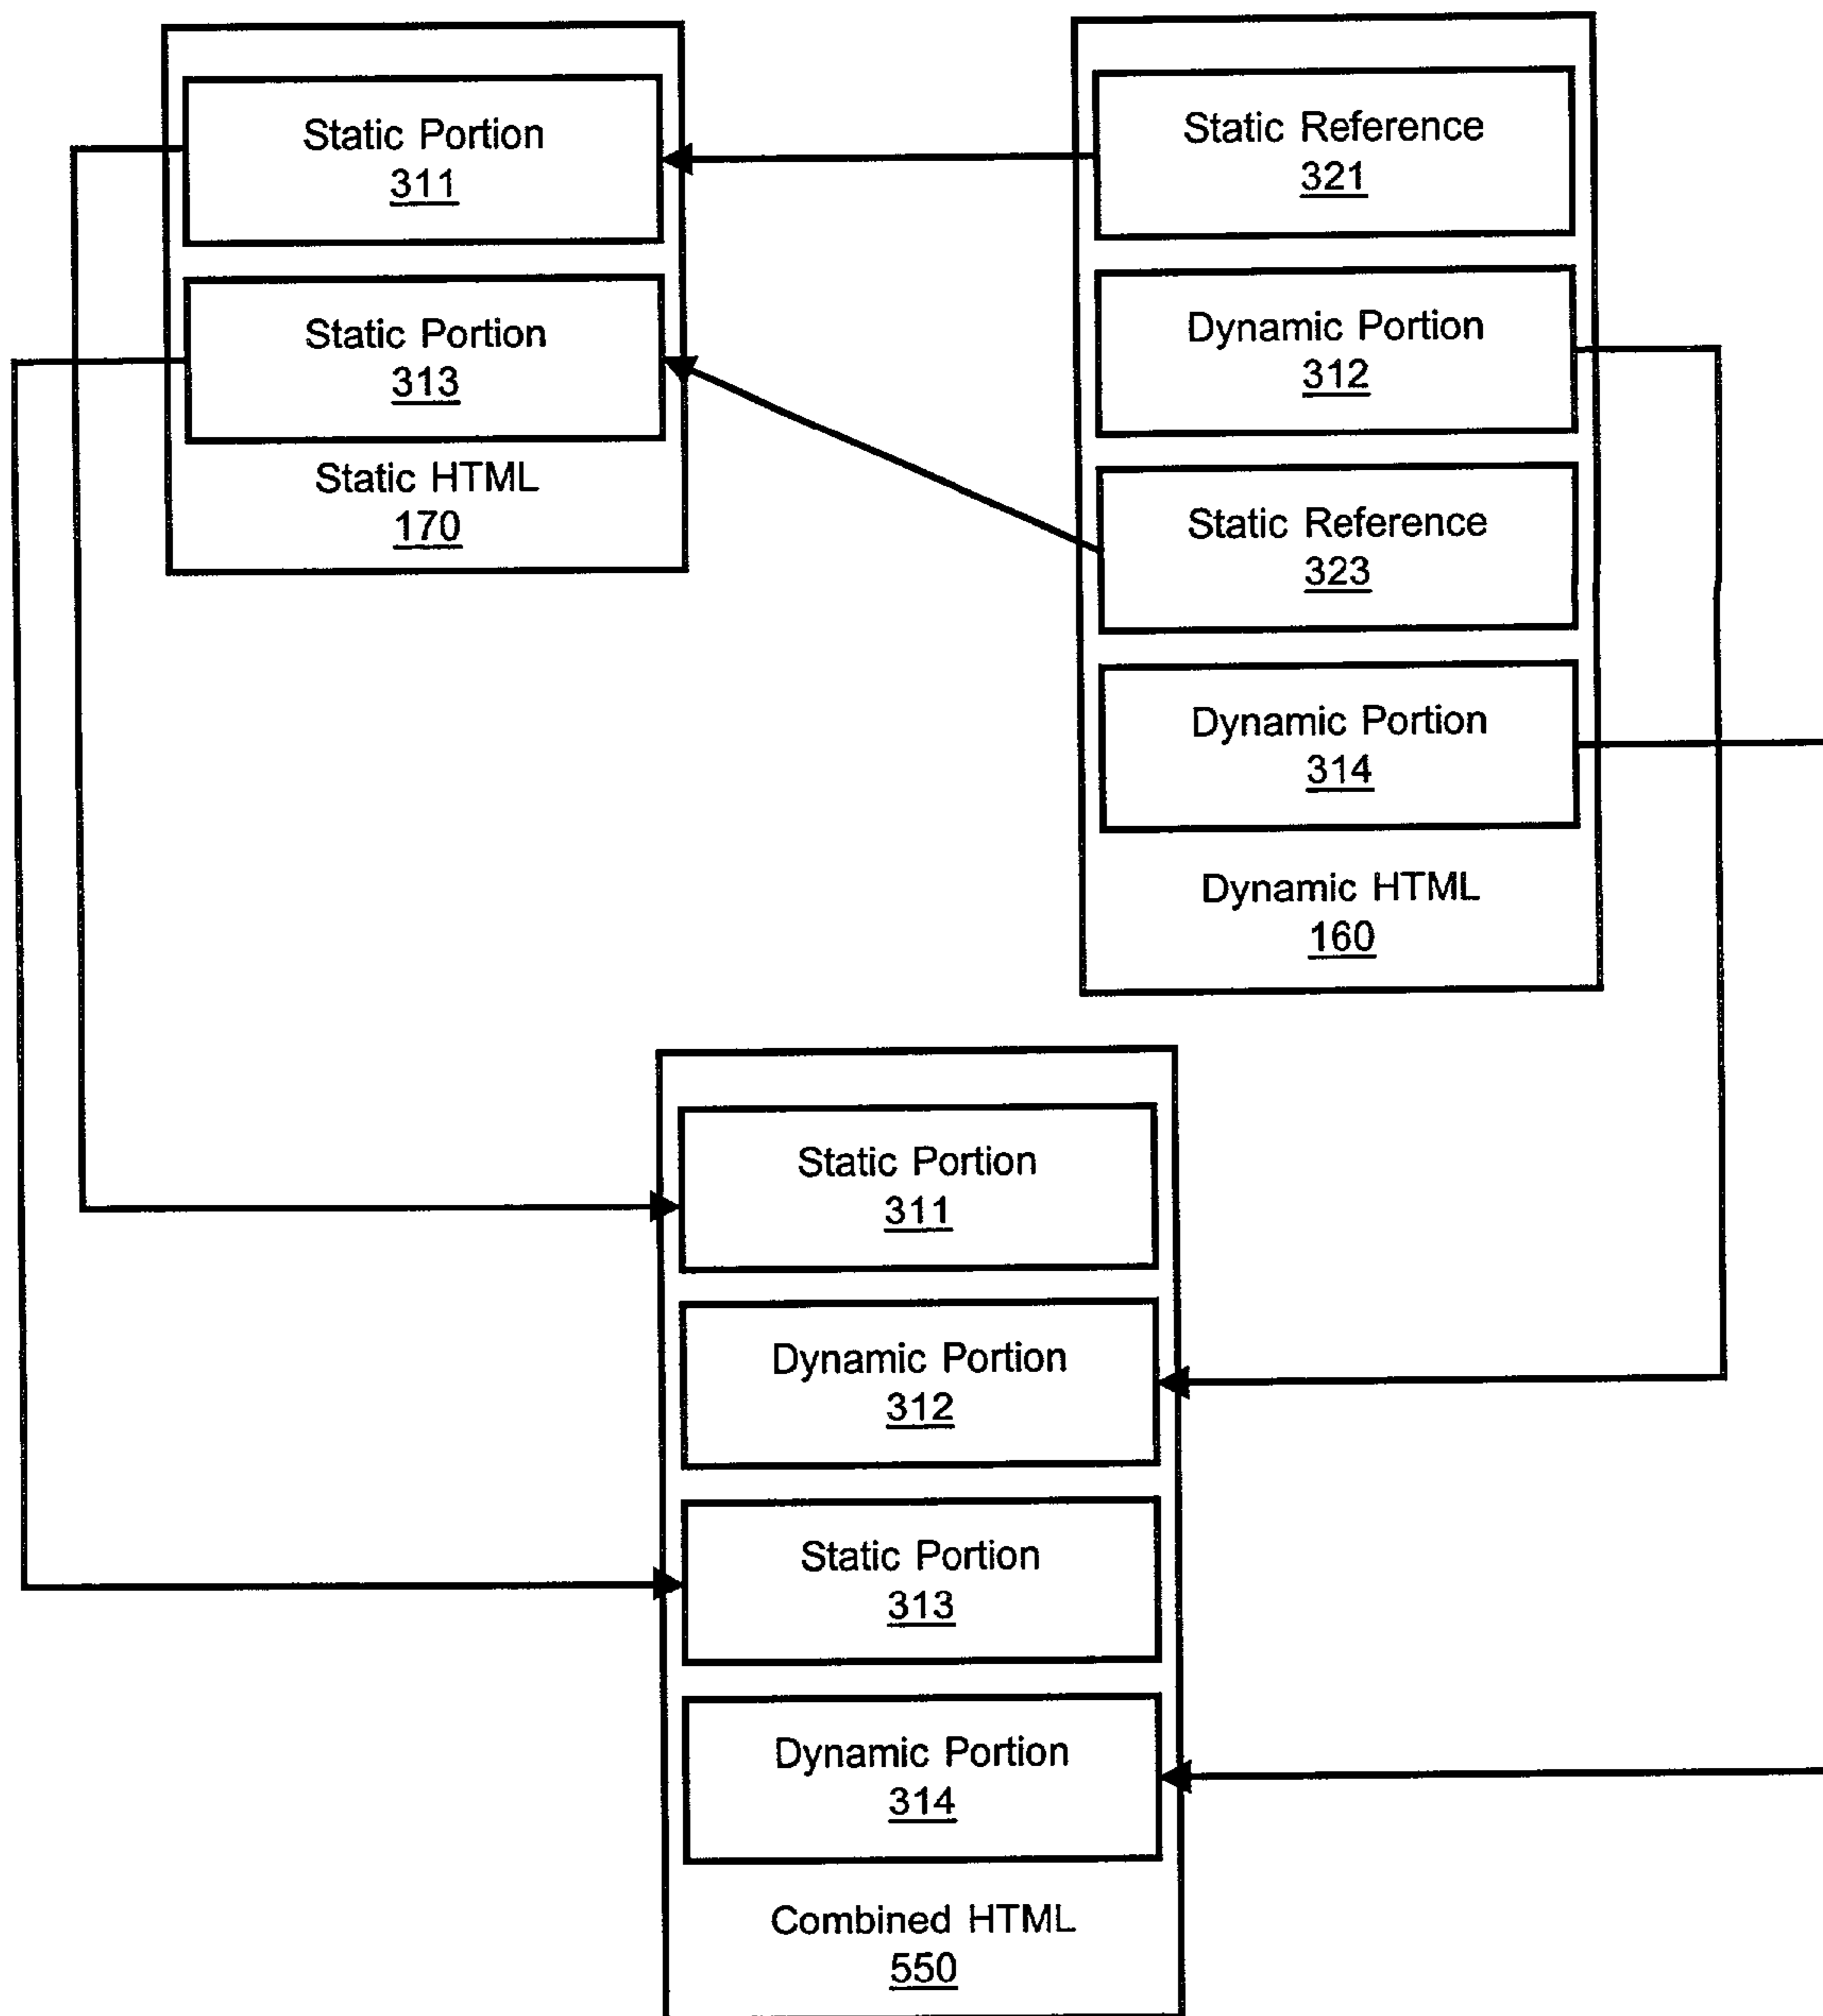 Static Portion
311
Static Portion
313
Static HTML
170
Static Reference
321
Dynamic Portion
312
Static Reference
323
Dynamic Portion
314
Dynamic HTML
160
Static Portion
311
Dynamic Portion
312
Static Portion
313
Dynamic Portion
314
Combined HTML
550